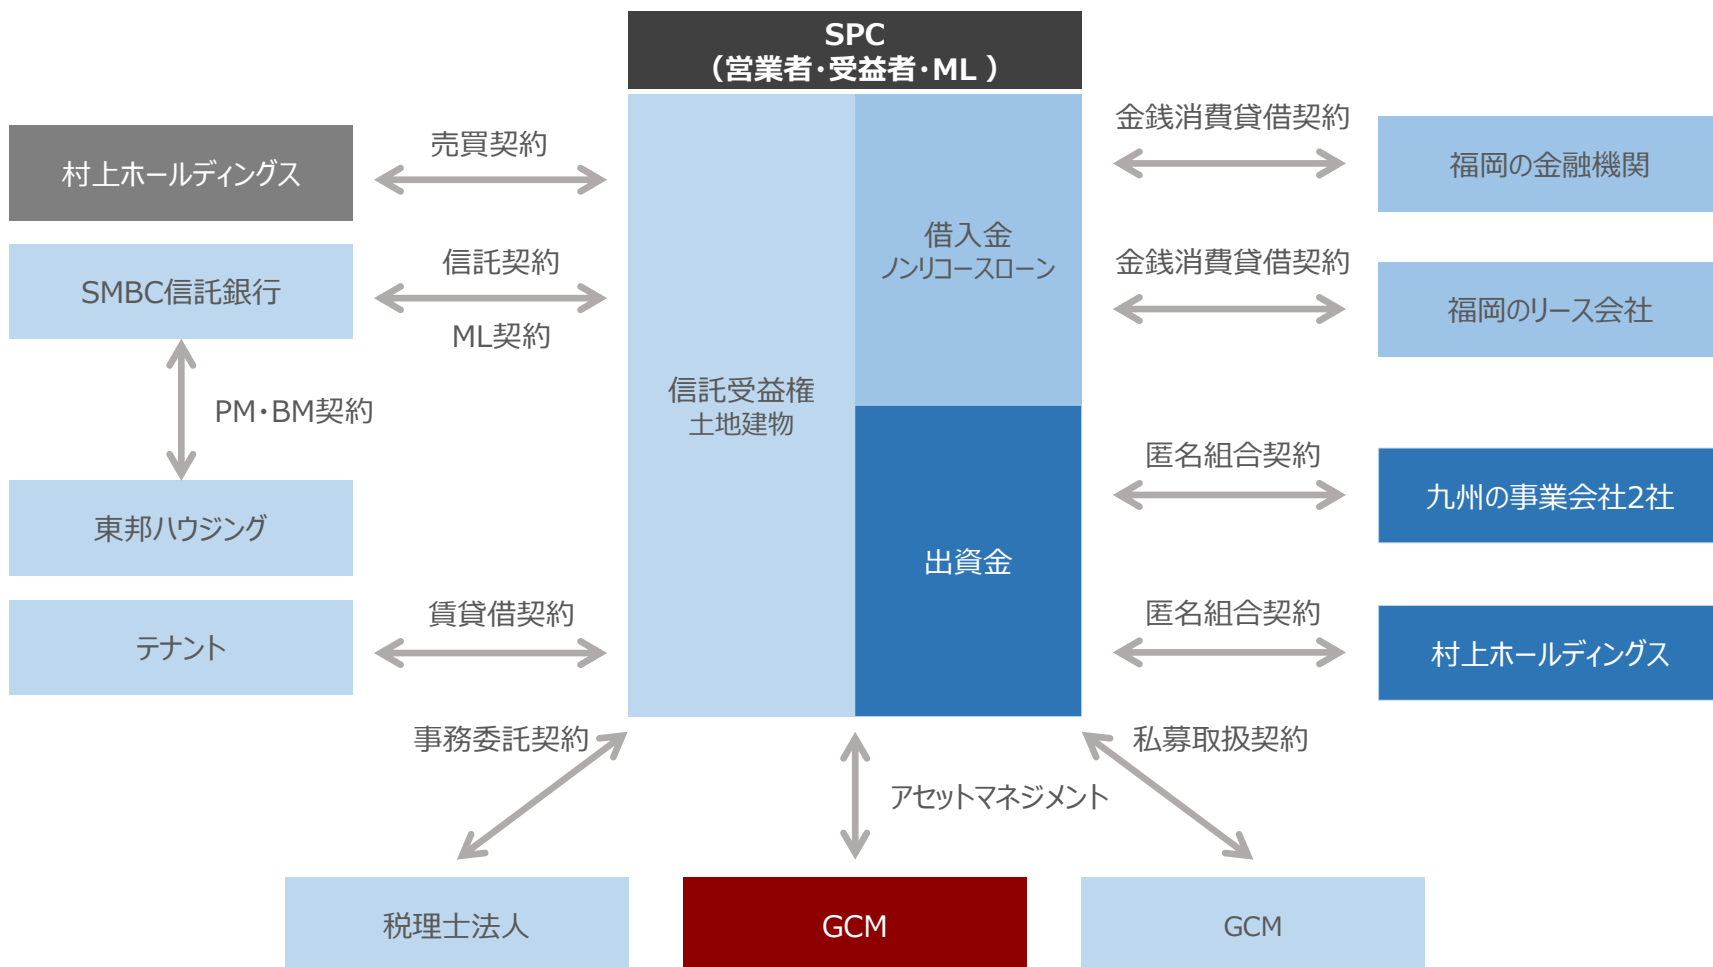 SPC
（営業者・受益者・ML ）
村上ホールディングス
売買契約
SMBC信託銀行
信託契約
ML契約
PM・BM契約
東邦ハウジング
テナント
賃貸借契約
信託受益権
土地建物
借入金
ノンリコースローン
出資金
金銭消費貸借契約
福岡の金融機関
金銭消費貸借契約
福岡のリース会社
匿名組合契約
九州の事業会社2社
匿名組合契約
村上ホールディングス
事務委託契約
アセットマネジメント
私募取扱契約
税理士法人
GCM
GCM